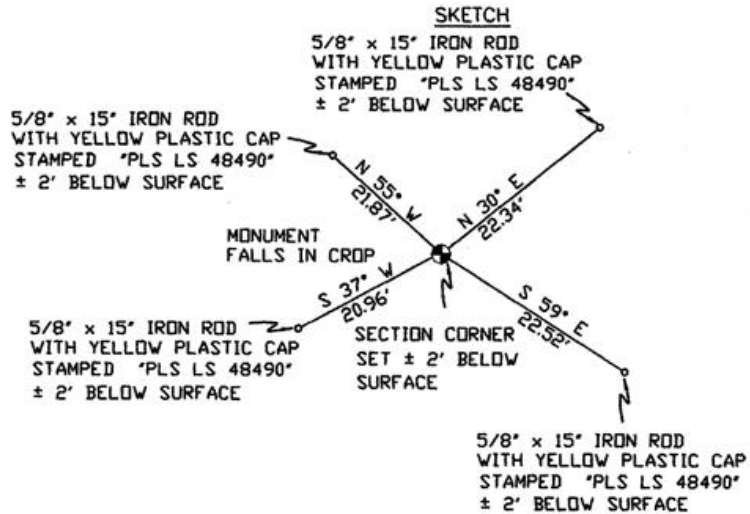 SKETCH
5/8" x 15" IRON ROD
WITH YELLOW PLASTIC CAP
STAMPED "PLS LS 48490"
± 2' BELOW SURFACE
5/8" x 15" IRON ROD
WITH YELLOW PLASTIC CAP
STAMPED "PLS LS 48490"
± 2' BELOW SURFACE
N 55° W
21.87'
N 30° E
22.34'
MONUMENT
FALLS IN CROP
S 37° W
20.96'
S 59° E
22.52'
5/8" x 15" IRON ROD
WITH YELLOW PLASTIC CAP
STAMPED "PLS LS 48490"
± 2' BELOW SURFACE
SECTION CORNER
SET ± 2' BELOW
SURFACE
5/8" x 15" IRON ROD
WITH YELLOW PLASTIC CAP
STAMPED "PLS LS 48490"
± 2' BELOW SURFACE